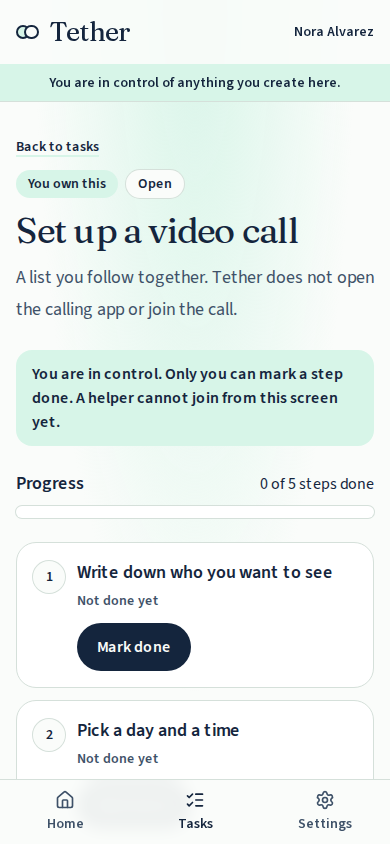 Tether
Nora Alvarez
You are in control of anything you create here.
Back to tasks
You own this
Open
Set up a video call
A list you follow together. Tether does not open
the calling app or join the call.
You are in control. Only you can mark a step
done. A helper cannot join from this screen
yet.
Progress
0 of 5 steps done
1
Write down who you want to see
Not done yet
Mark done
2
Pick a day and a time
Not done yet
Home
Tasks
Settings